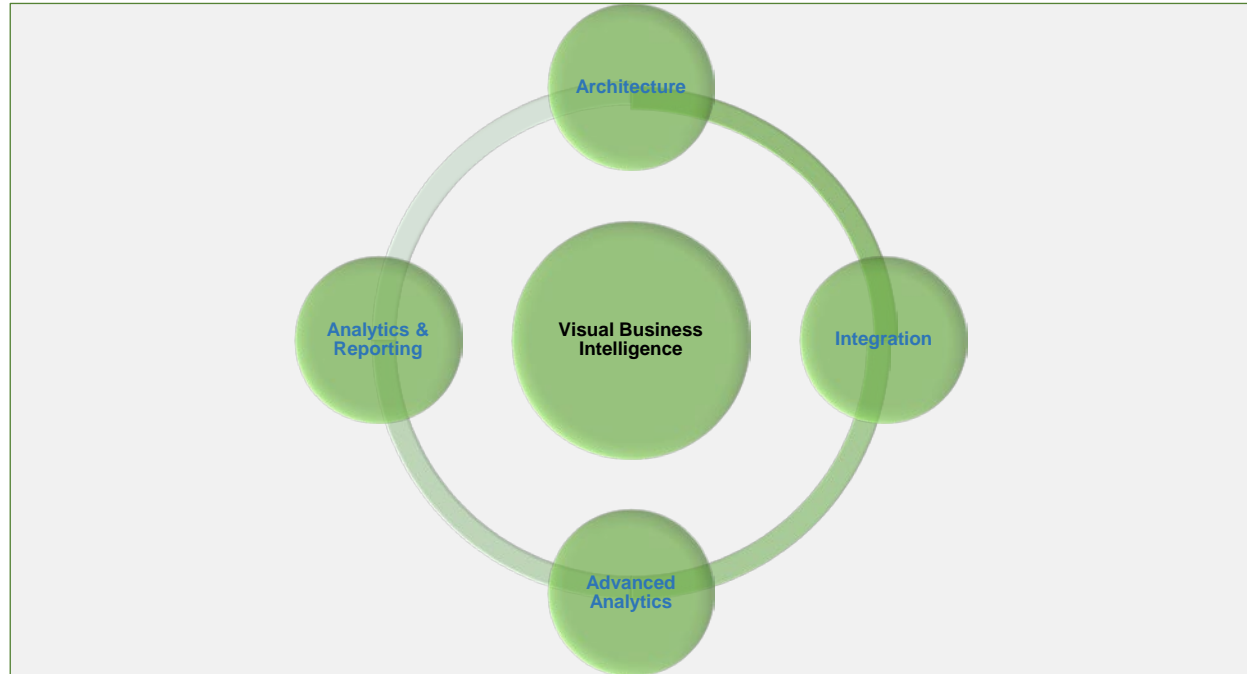 Architecture
Analytics &
Reporting
Visual Business
Intelligence
Integration
Advanced
Analytics